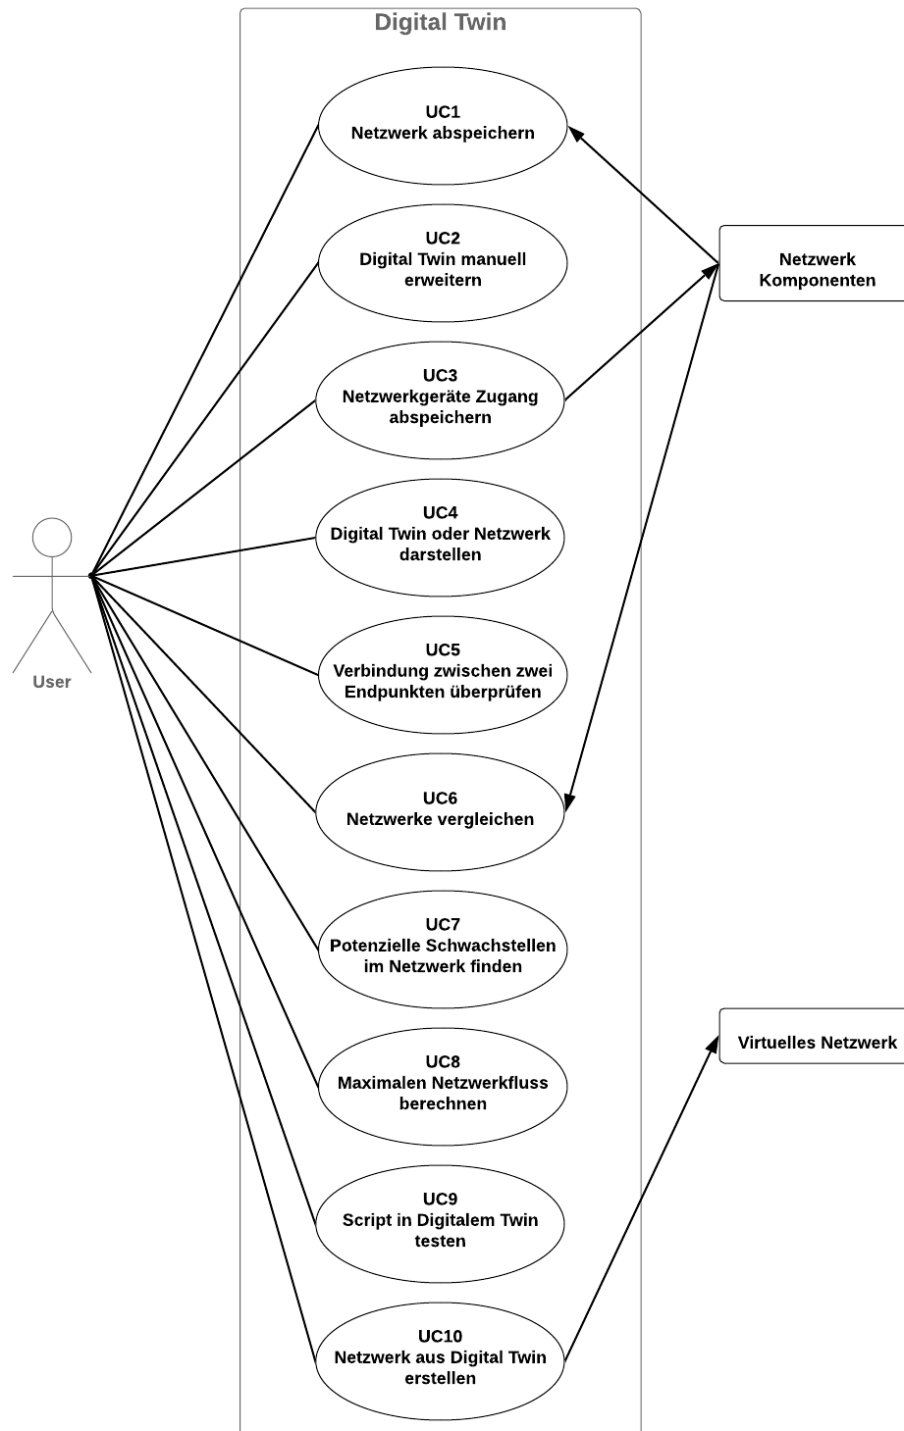 Digital Twin
UC1
Netzwerk abspeichern
UC2
Digital Twin manuell
erweitern
Netzwerk
Komponenten
UC3
Netzwerkgeräte Zugang
abspeichern
UC4
Digital Twin oder Netzwerk
darstellen
User
UC5
Verbindung zwischen zwei
Endpunkten überprüfen
UC6
Netzwerke vergleichen
UC7
Potenzielle Schwachstellen
im Netzwerk finden
Virtuelles Netzwerk
UC8
Maximalen Netzwerkfluss
berechnen
UC9
Script in Digitalem Twin
testen
UC10
Netzwerk aus Digital Twin
erstellen